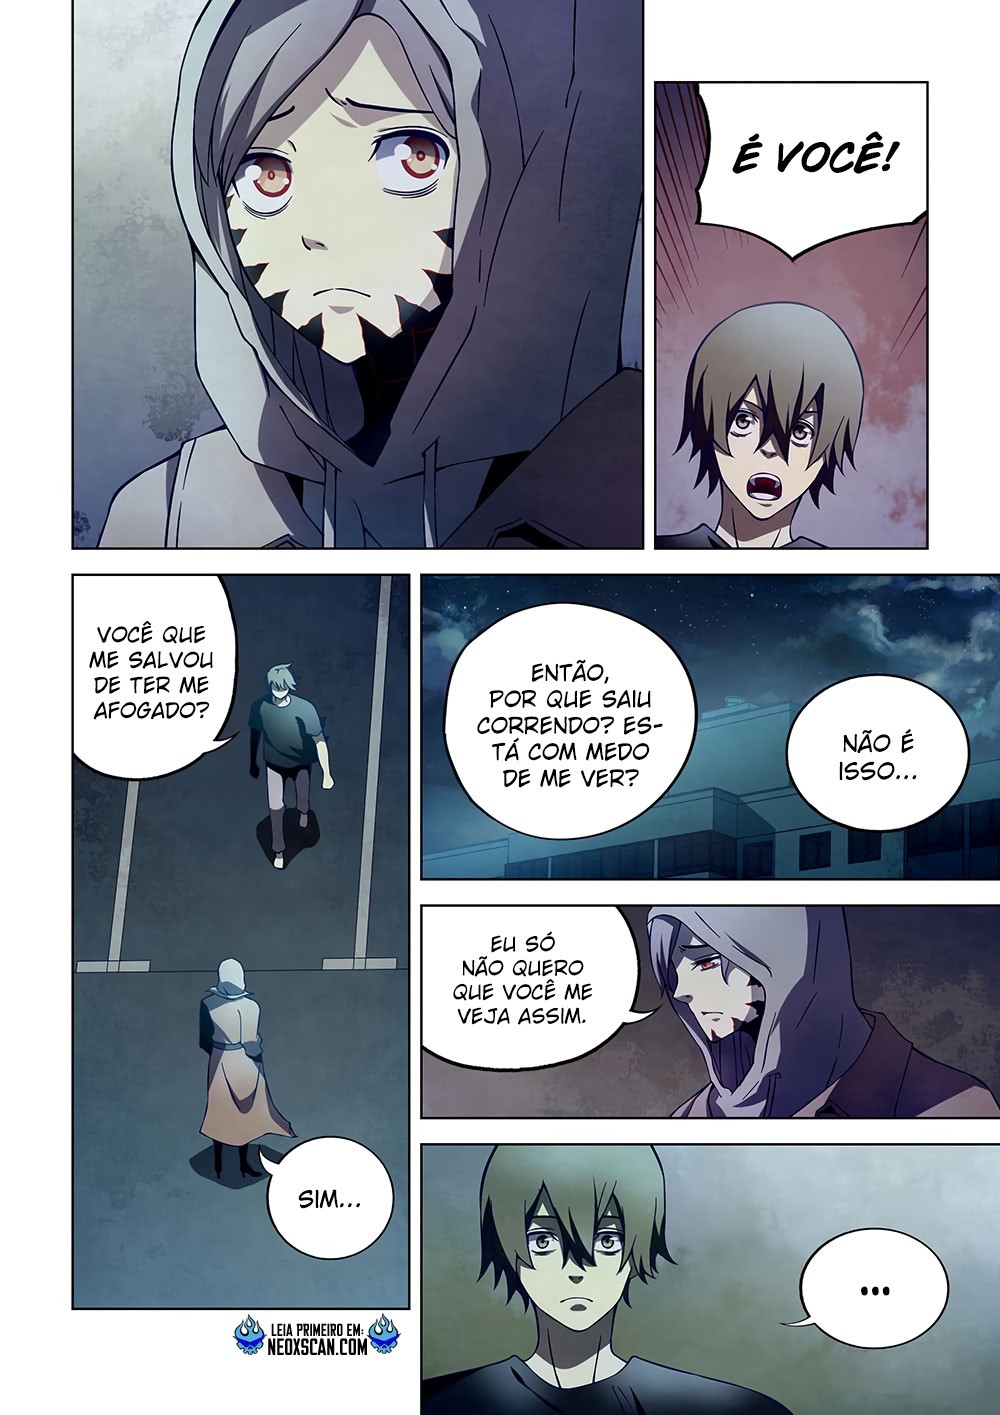 É VOCÊ!
VOCÊ QUE
ME SALVOU
DE TER ME
AFOGADO?
SIM...
ENTÃO,
POR QUE SAIU
CORRENDO? ES-
TÁ COM MEDO
DE ME VER?
NÃO É
ISSO...
EU SÓ
NÃO QUERO
QUE VOCÊ ME
VEJA ASSIM.
...
LEIA PRIMEIRO EM:
NEOXSCAN.COM